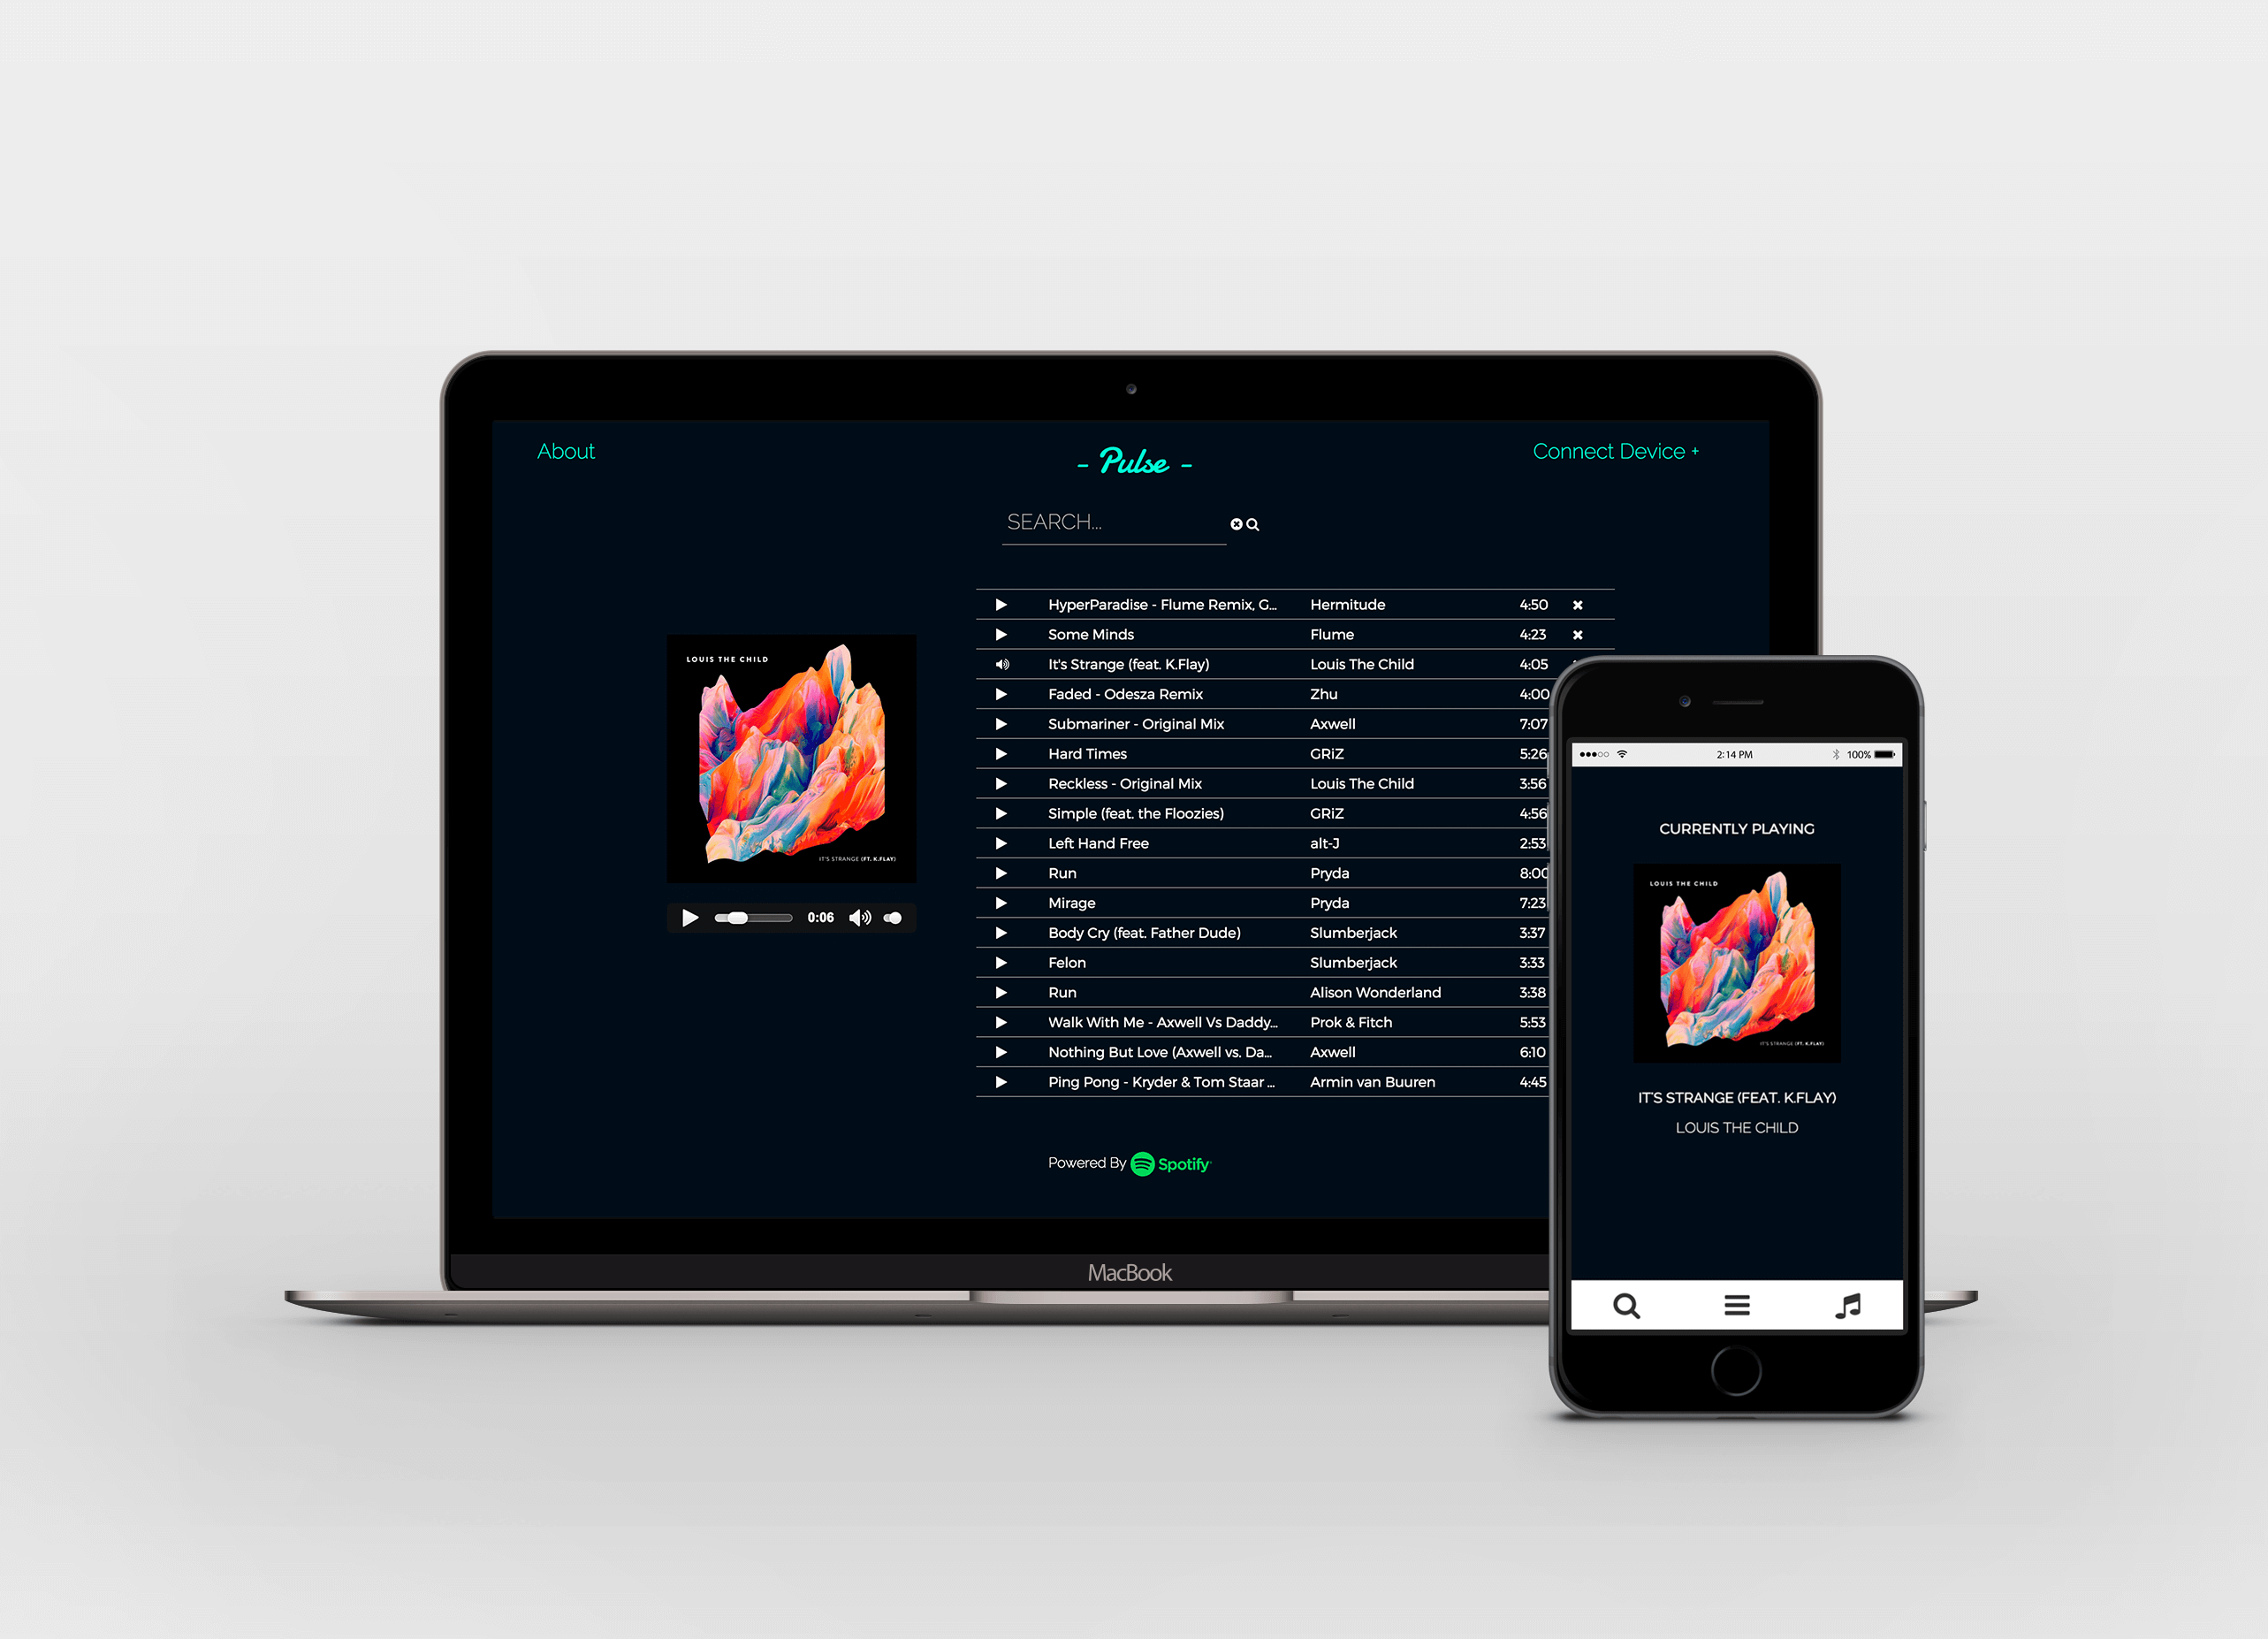 About
- Pulse -
Connect Device +
SEARCH...
HyperParadise - Flume Remix, G... Hermitude 4:50
Some Minds Flume 4:23
It's Strange (feat. K.Flay) Louis The Child 4:05
Faded - Odesza Remix Zhu 4:00
Submariner - Original Mix Axwell 7:07
Hard Times GRiZ 5:26
Reckless - Original Mix Louis The Child 3:56
Simple (feat. the Floozies) GRiZ 4:56
Left Hand Free alt-J 2:53
Run Pryda 8:00
Mirage Pryda 7:23
Body Cry (feat. Father Dude) Slumberjack 3:37
Felon Slumberjack 3:33
Run Alison Wonderland 3:38
Walk With Me - Axwell Vs Daddy... Prok & Fitch 5:53
Nothing But Love (Axwell vs. Da... Axwell 6:10
Ping Pong - Kryder & Tom Staar ... Armin van Buuren 4:45
LOUIS THE CHILD
IT'S STRANGE (FT. K.FLAY)
0:06
Powered By Spotify
MacBook
2:14 PM
100%
CURRENTLY PLAYING
LOUIS THE CHILD
IT'S STRANGE (FT. K.FLAY)
IT'S STRANGE (FEAT. K.FLAY)
LOUIS THE CHILD